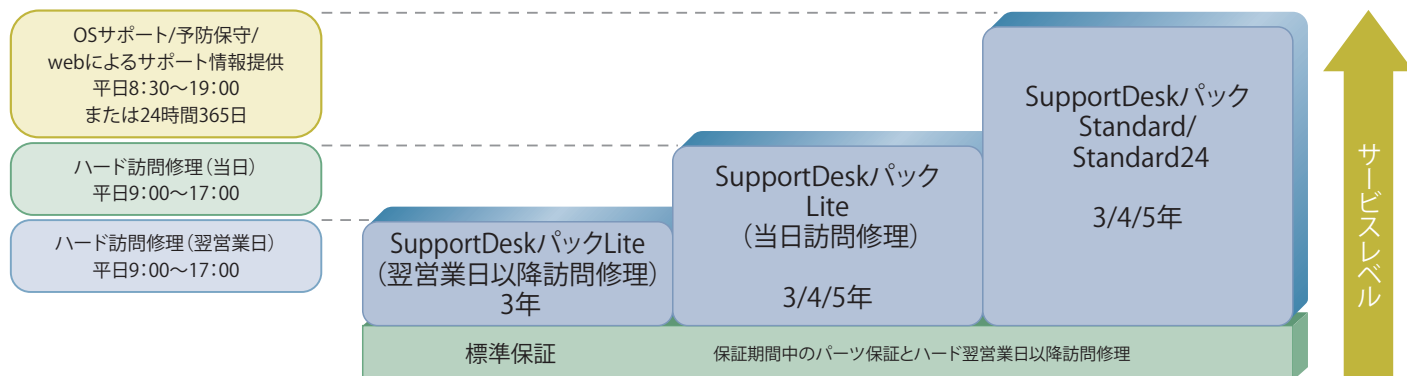 OSサポート/予防保守/
webによるサポート情報提供
平日8:30～19:00
または24時間365日
ハード訪問修理(当日)
平日9:00～17:00
ハード訪問修理(翌営業日)
平日9:00～17:00
SupportDeskパックLite
(翌営業日以降訪問修理)
3年
SupportDeskパック
Lite
(当日訪問修理)
3/4/5年
SupportDeskパック
Standard/
Standard24
3/4/5年
標準保証
保証期間中のパーツ保証とハード翌営業日以降訪問修理
サービスレベル